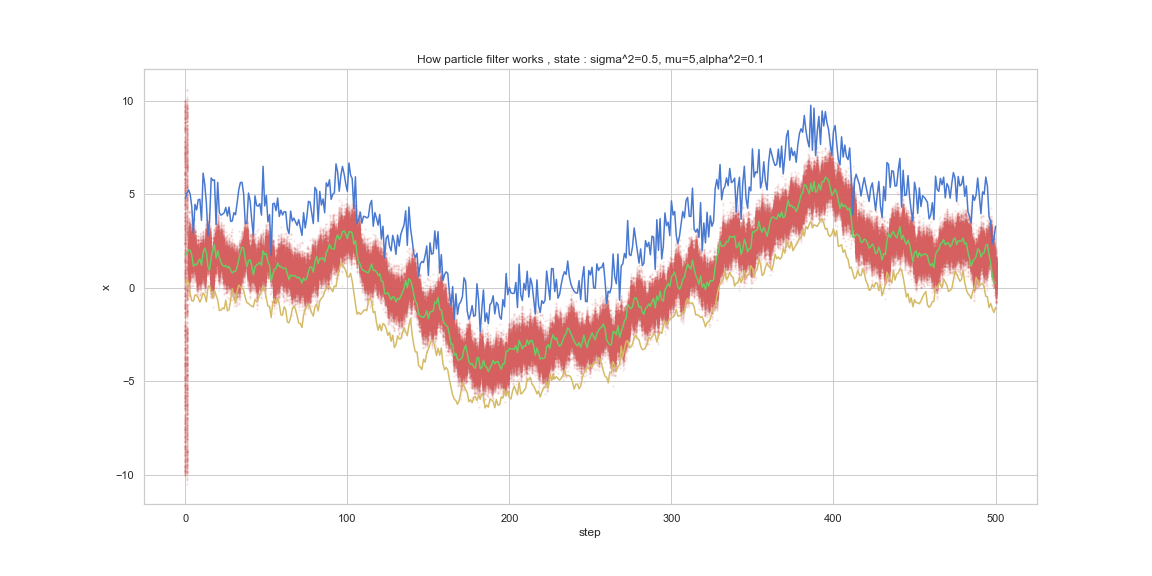 How particle filter works , state : sigma^2=0.5, mu=5,alpha^2=0.1
10
5
0
−5
−10
x
0 100 200 300 400 500
step